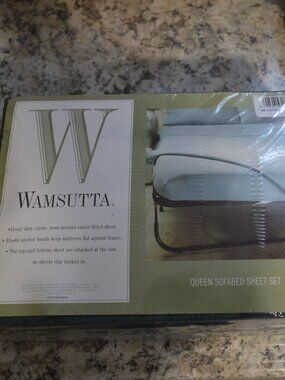 W
WAMSUTTA®
• Heavy duty elastic sewn around entire fitted sheet.
• Elastic anchor bands keep mattress flat against frame.
• The top and bottom sheet are attached at the foot
so sheets stay tucked in.
QUEEN SOFABED SHEET SET